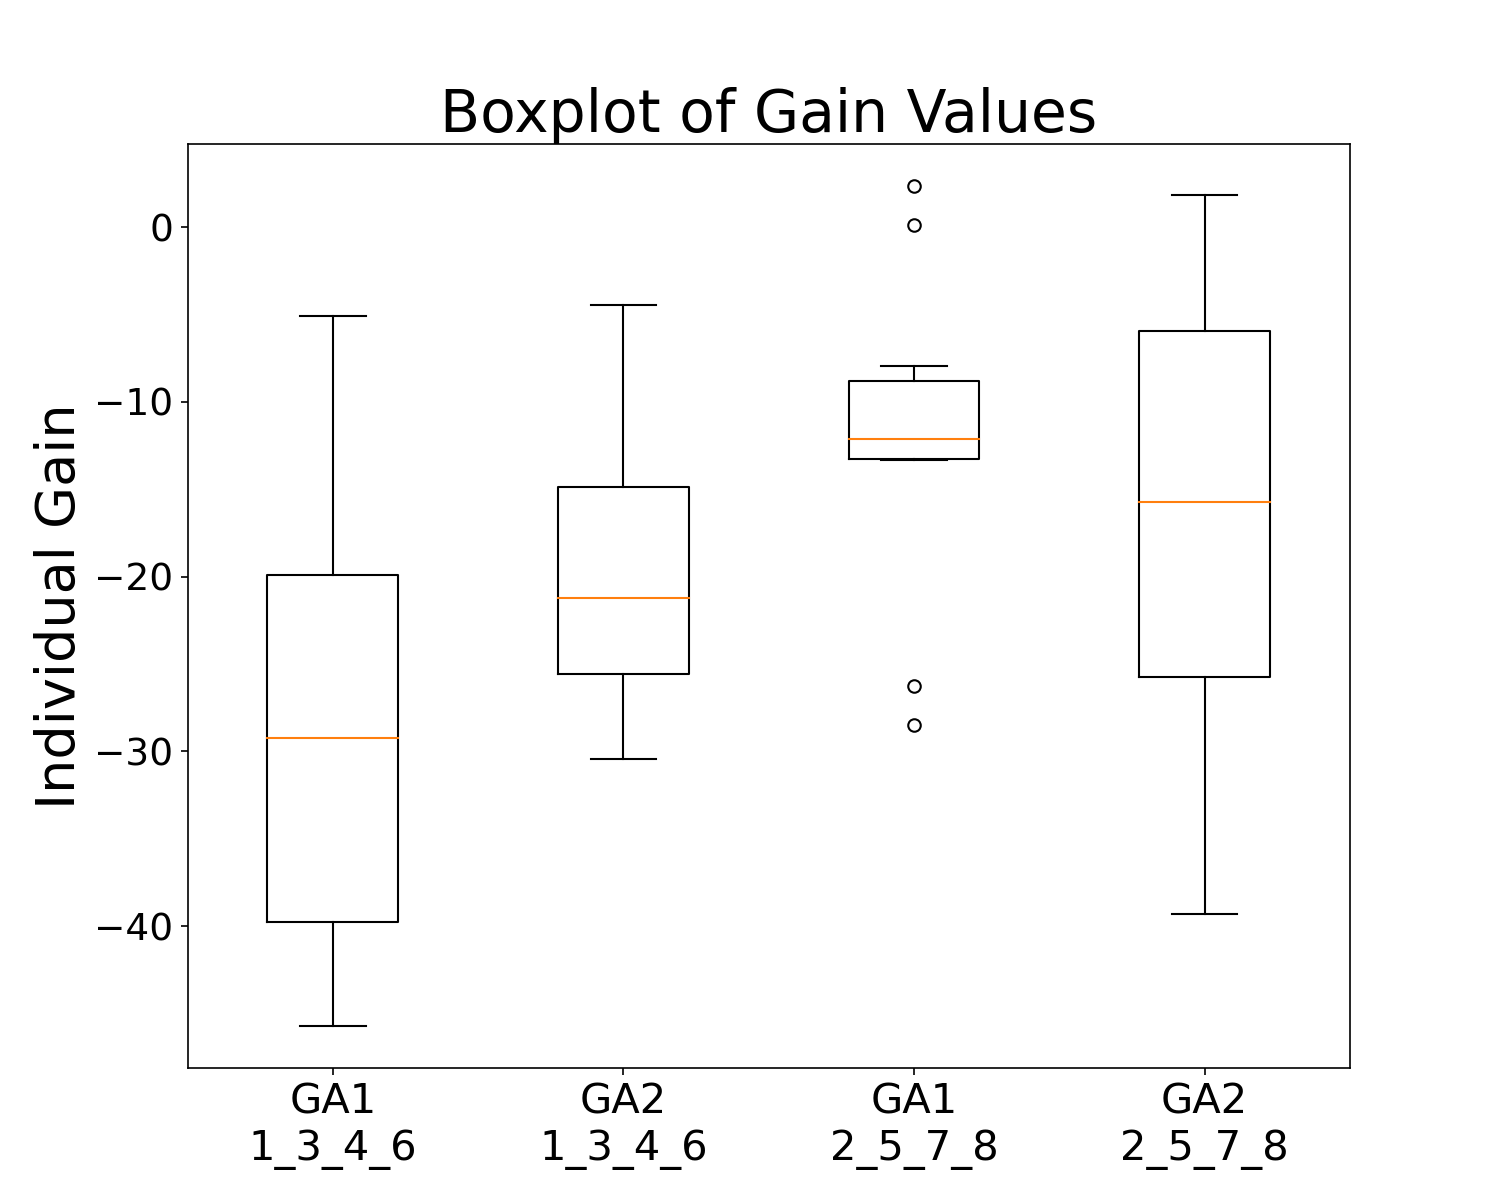 Boxplot of Gain Values
Individual Gain
0
−10
−20
−30
−40
GA1
1_3_4_6
GA2
1_3_4_6
GA1
2_5_7_8
GA2
2_5_7_8